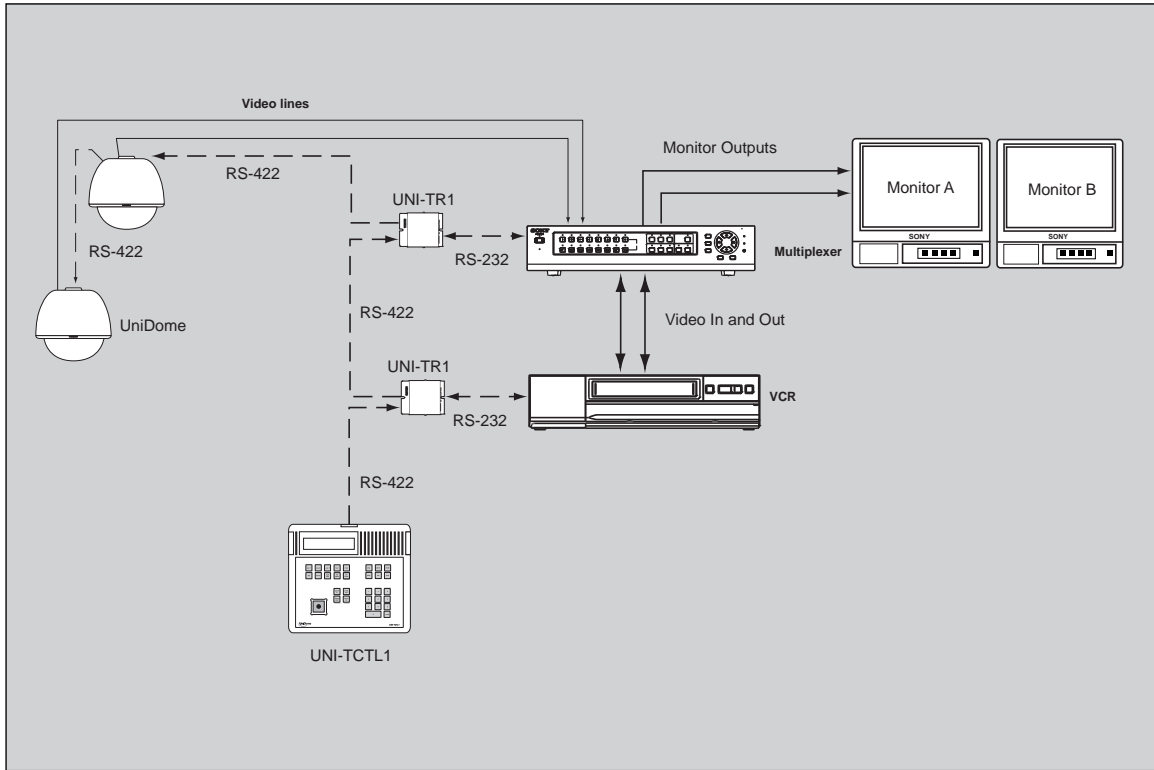 Video lines
RS-422
Monitor Outputs
UNI-TR1
Monitor A
Monitor B
SONY
SONY
SONY
RS-422
RS-232
Multiplexer
UniDome
RS-422
Video In and Out
UNI-TR1
RS-232
VCR
RS-422
UNI-TCTL1